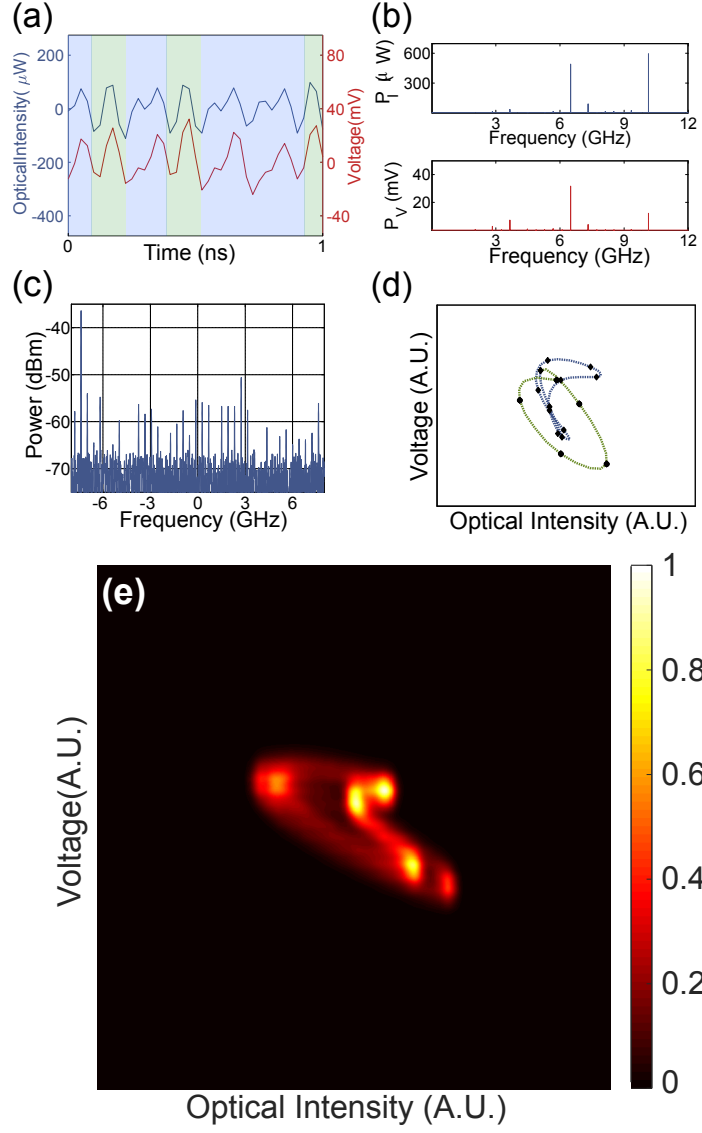 (a)
OpticalIntensity( μW)
200
0
-200
-400
80
40
0
-40
Voltage(mV)
0
Time (ns)
1
(b)
P_I (μ W)
600
300
3
6
9
12
Frequency (GHz)
P_V (mV)
40
20
3
6
9
12
Frequency (GHz)
(c)
Power (dBm)
-40
-50
-60
-70
-6
-3
0
3
6
Frequency (GHz)
(d)
Voltage (A.U.)
Optical Intensity (A.U.)
(e)
Voltage(A.U.)
Optical Intensity (A.U.)
1
0.8
0.6
0.4
0.2
0